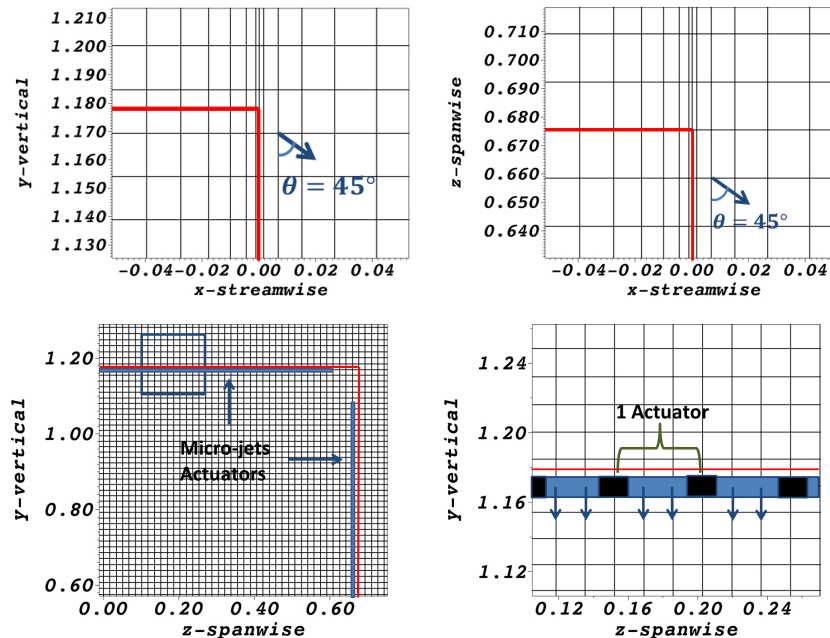 1.210
1.200
1.190
1.180
1.170
1.160
1.150
1.140
1.130
y-vertical
θ = 45°
-0.04-0.02 0.00 0.02 0.04
x-streamwise
0.710
0.700
0.690
0.680
0.670
0.660
0.650
0.640
z-spanwise
θ = 45°
-0.04-0.02 0.00 0.02 0.04
x-streamwise
1.20
1.00
0.80
0.60
y-vertical
Micro-jets
Actuators
0.00 0.20 0.40 0.60
z-spanwise
1.24
1.20
1.16
1.12
y-vertical
1 Actuator
0.12 0.16 0.20 0.24
z-spanwise